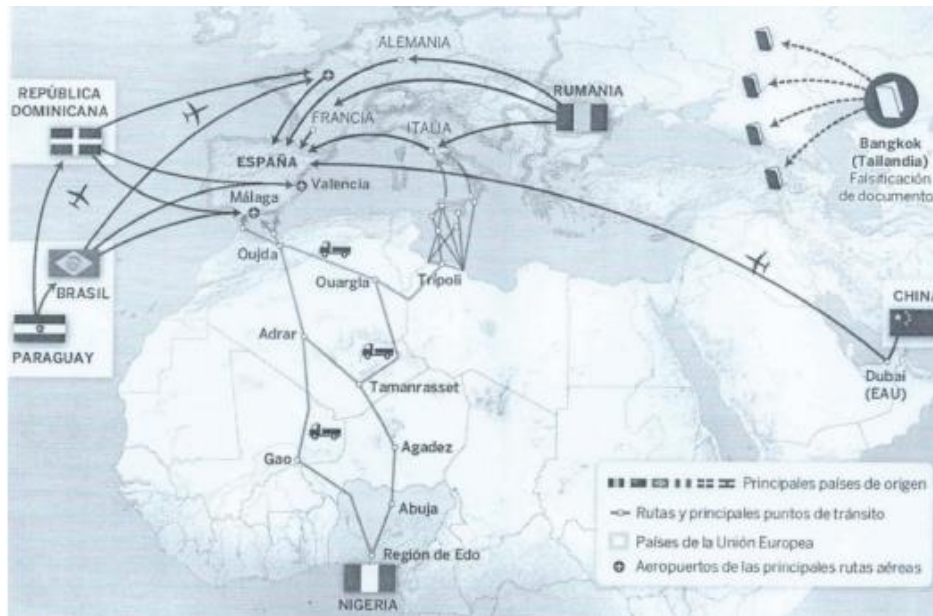 ALEMANIA
REPÚBLICA
DOMINICANA
RUMANIA
FRANCIA
ITALIA
Bangkok
(Tailandia)
Falsificación
de documento
ESPAÑA
Valencia
Málaga
Oujda
Ouargla
Trípoli
BRASIL
CHINA
Adrar
PARAGUAY
Dubai
(EAU)
Tamanrasset
Agadez
Gao
Abuja
Región de Edo
NIGERIA
Principales países de origen
Rutas y principales puntos de tránsito
Países de la Unión Europea
Aeropuertos de las principales rutas aéreas